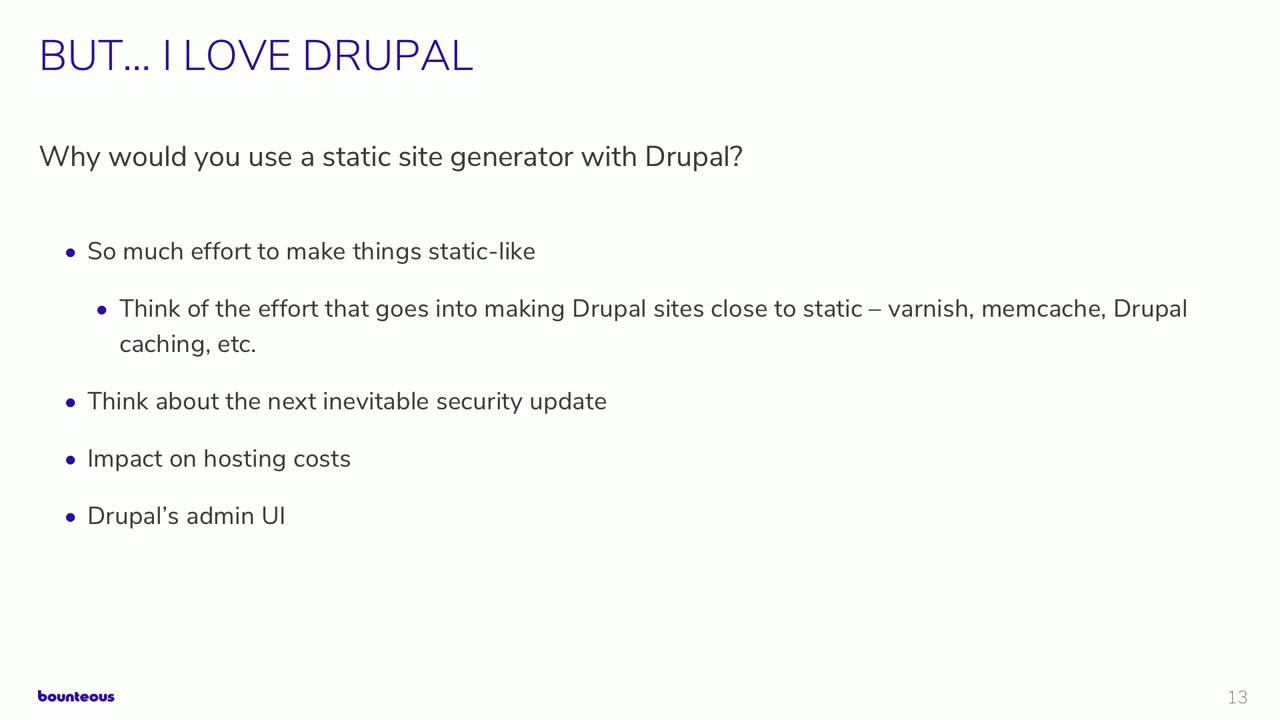 BUT... I LOVE DRUPAL
Why would you use a static site generator with Drupal?
• So much effort to make things static-like
• Think of the effort that goes into making Drupal sites close to static – varnish, memcache, Drupal
caching, etc.
• Think about the next inevitable security update
• Impact on hosting costs
• Drupal’s admin UI
bounteous
13